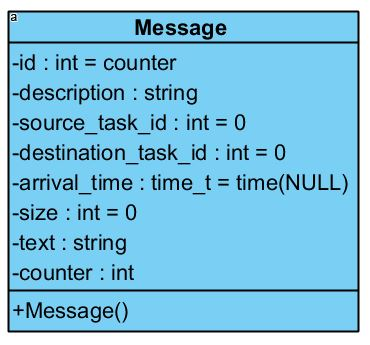 a
Message
-id : int = counter
-description : string
-source_task_id : int = 0
-destination_task_id : int = 0
-arrival_time : time_t = time(NULL)
-size : int = 0
-text : string
-counter : int
+Message()